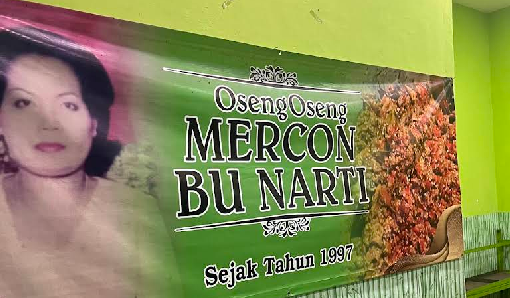 OsengOseng
MERCON
BU NARTI
Sejak Tahun 1997